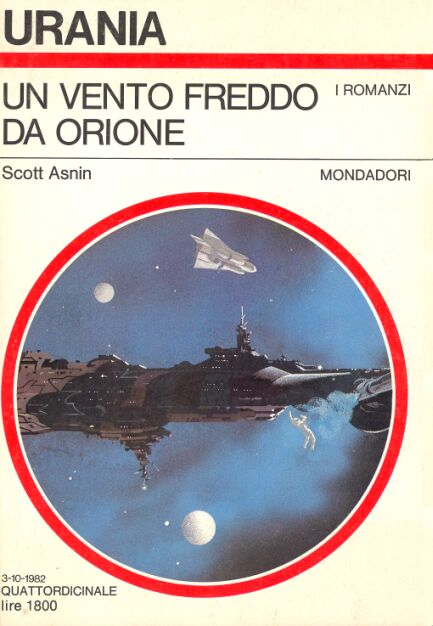 URANIA
UN VENTO FREDDO
DA ORIONE
I ROMANZI
Scott Asnin
MONDADORI
3-10-1982
QUATTORDICINALE
lire 1800